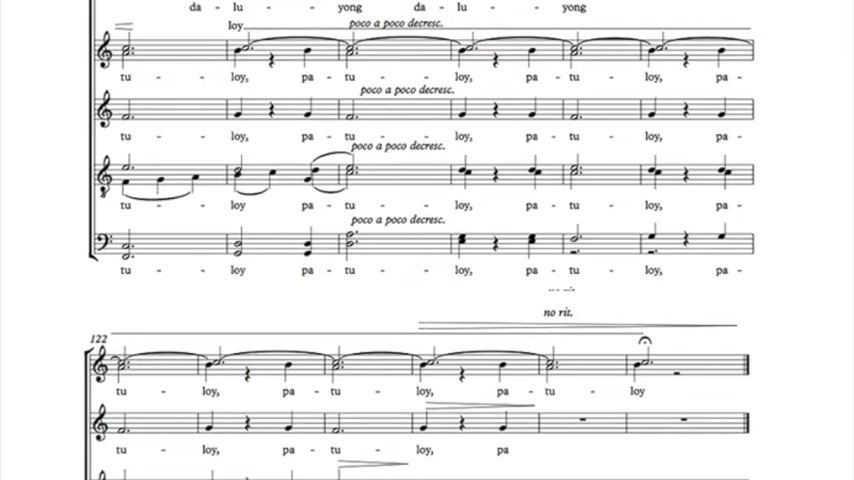 da - lu - yong da - lu - yong
loy
poco a poco decresc.
tu - - loy, pa - tu - - loy, pa - tu - loy, pa -
poco a poco decresc.
tu - - loy, pa - tu - - loy, pa - tu - loy, pa -
poco a poco decresc.
tu - - loy pa - tu - - loy, pa - tu - loy, pa -
poco a poco decresc.
tu - - loy pa - tu - - loy, pa - tu - loy, pa -
no rit.
122
tu - loy, pa - tu - loy, pa - tu - loy
tu - loy, pa - tu - loy, pa